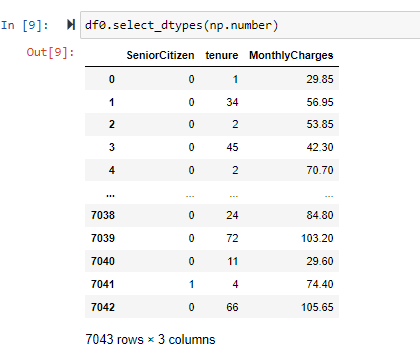 In [9]: df0.select_dtypes(np.number)
Out[9]:
SeniorCitizen tenure MonthlyCharges
0 0 1 29.85
1 0 34 56.95
2 0 2 53.85
3 0 45 42.30
4 0 2 70.70
... ... ... ...
7038 0 24 84.80
7039 0 72 103.20
7040 0 11 29.60
7041 1 4 74.40
7042 0 66 105.65
7043 rows × 3 columns